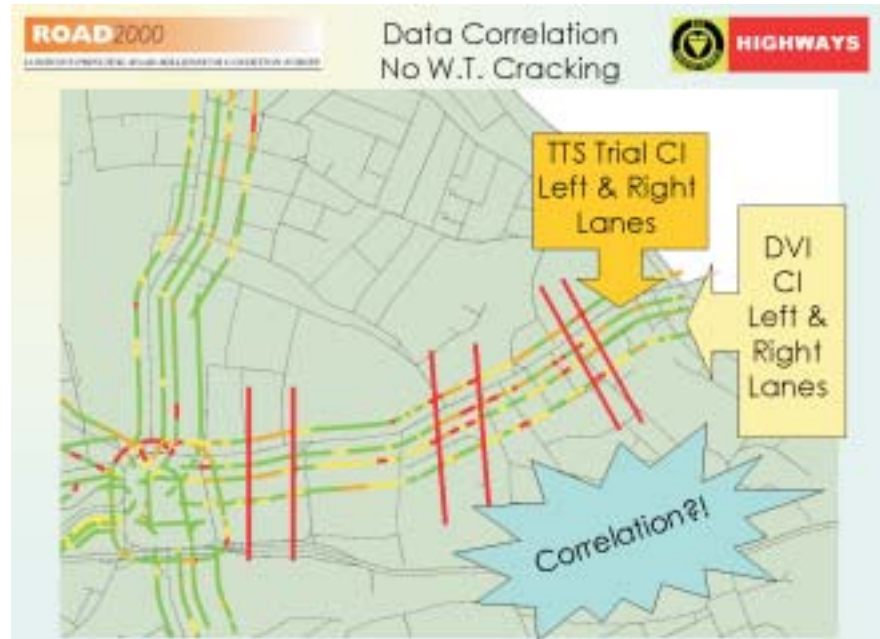 ROAD2000
Data Correlation
No W.T. Cracking
HIGHWAYS
TTS Trial CI
Left & Right
Lanes
DVI
CI
Left &
Right
Lanes
Correlation?!